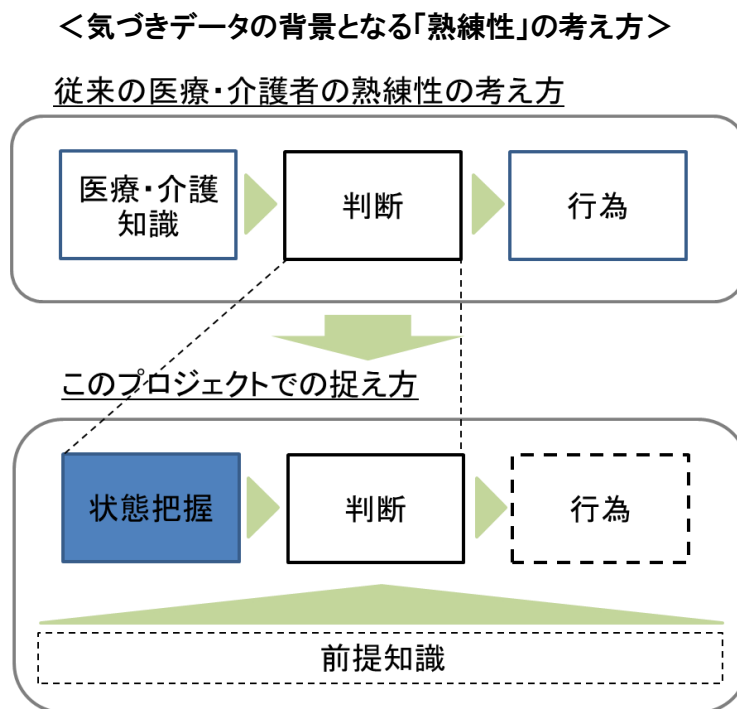 ＜気づきデータの背景となる「熟練性」の考え方＞
従来の医療・介護者の熟練性の考え方
医療・介護
知識
判断
行為
このプロジェクトでの捉え方
状態把握
判断
行為
前提知識